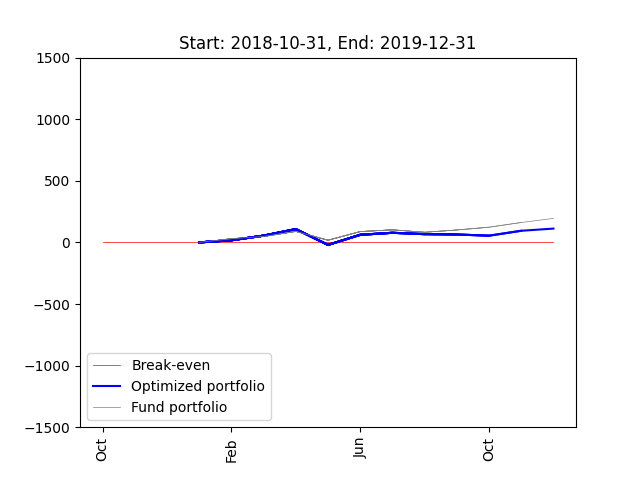 Start: 2018-10-31, End: 2019-12-31
1500
1000
500
0
−500
−1000
−1500
Break-even
Optimized portfolio
Fund portfolio
Oct
Feb
Jun
Oct